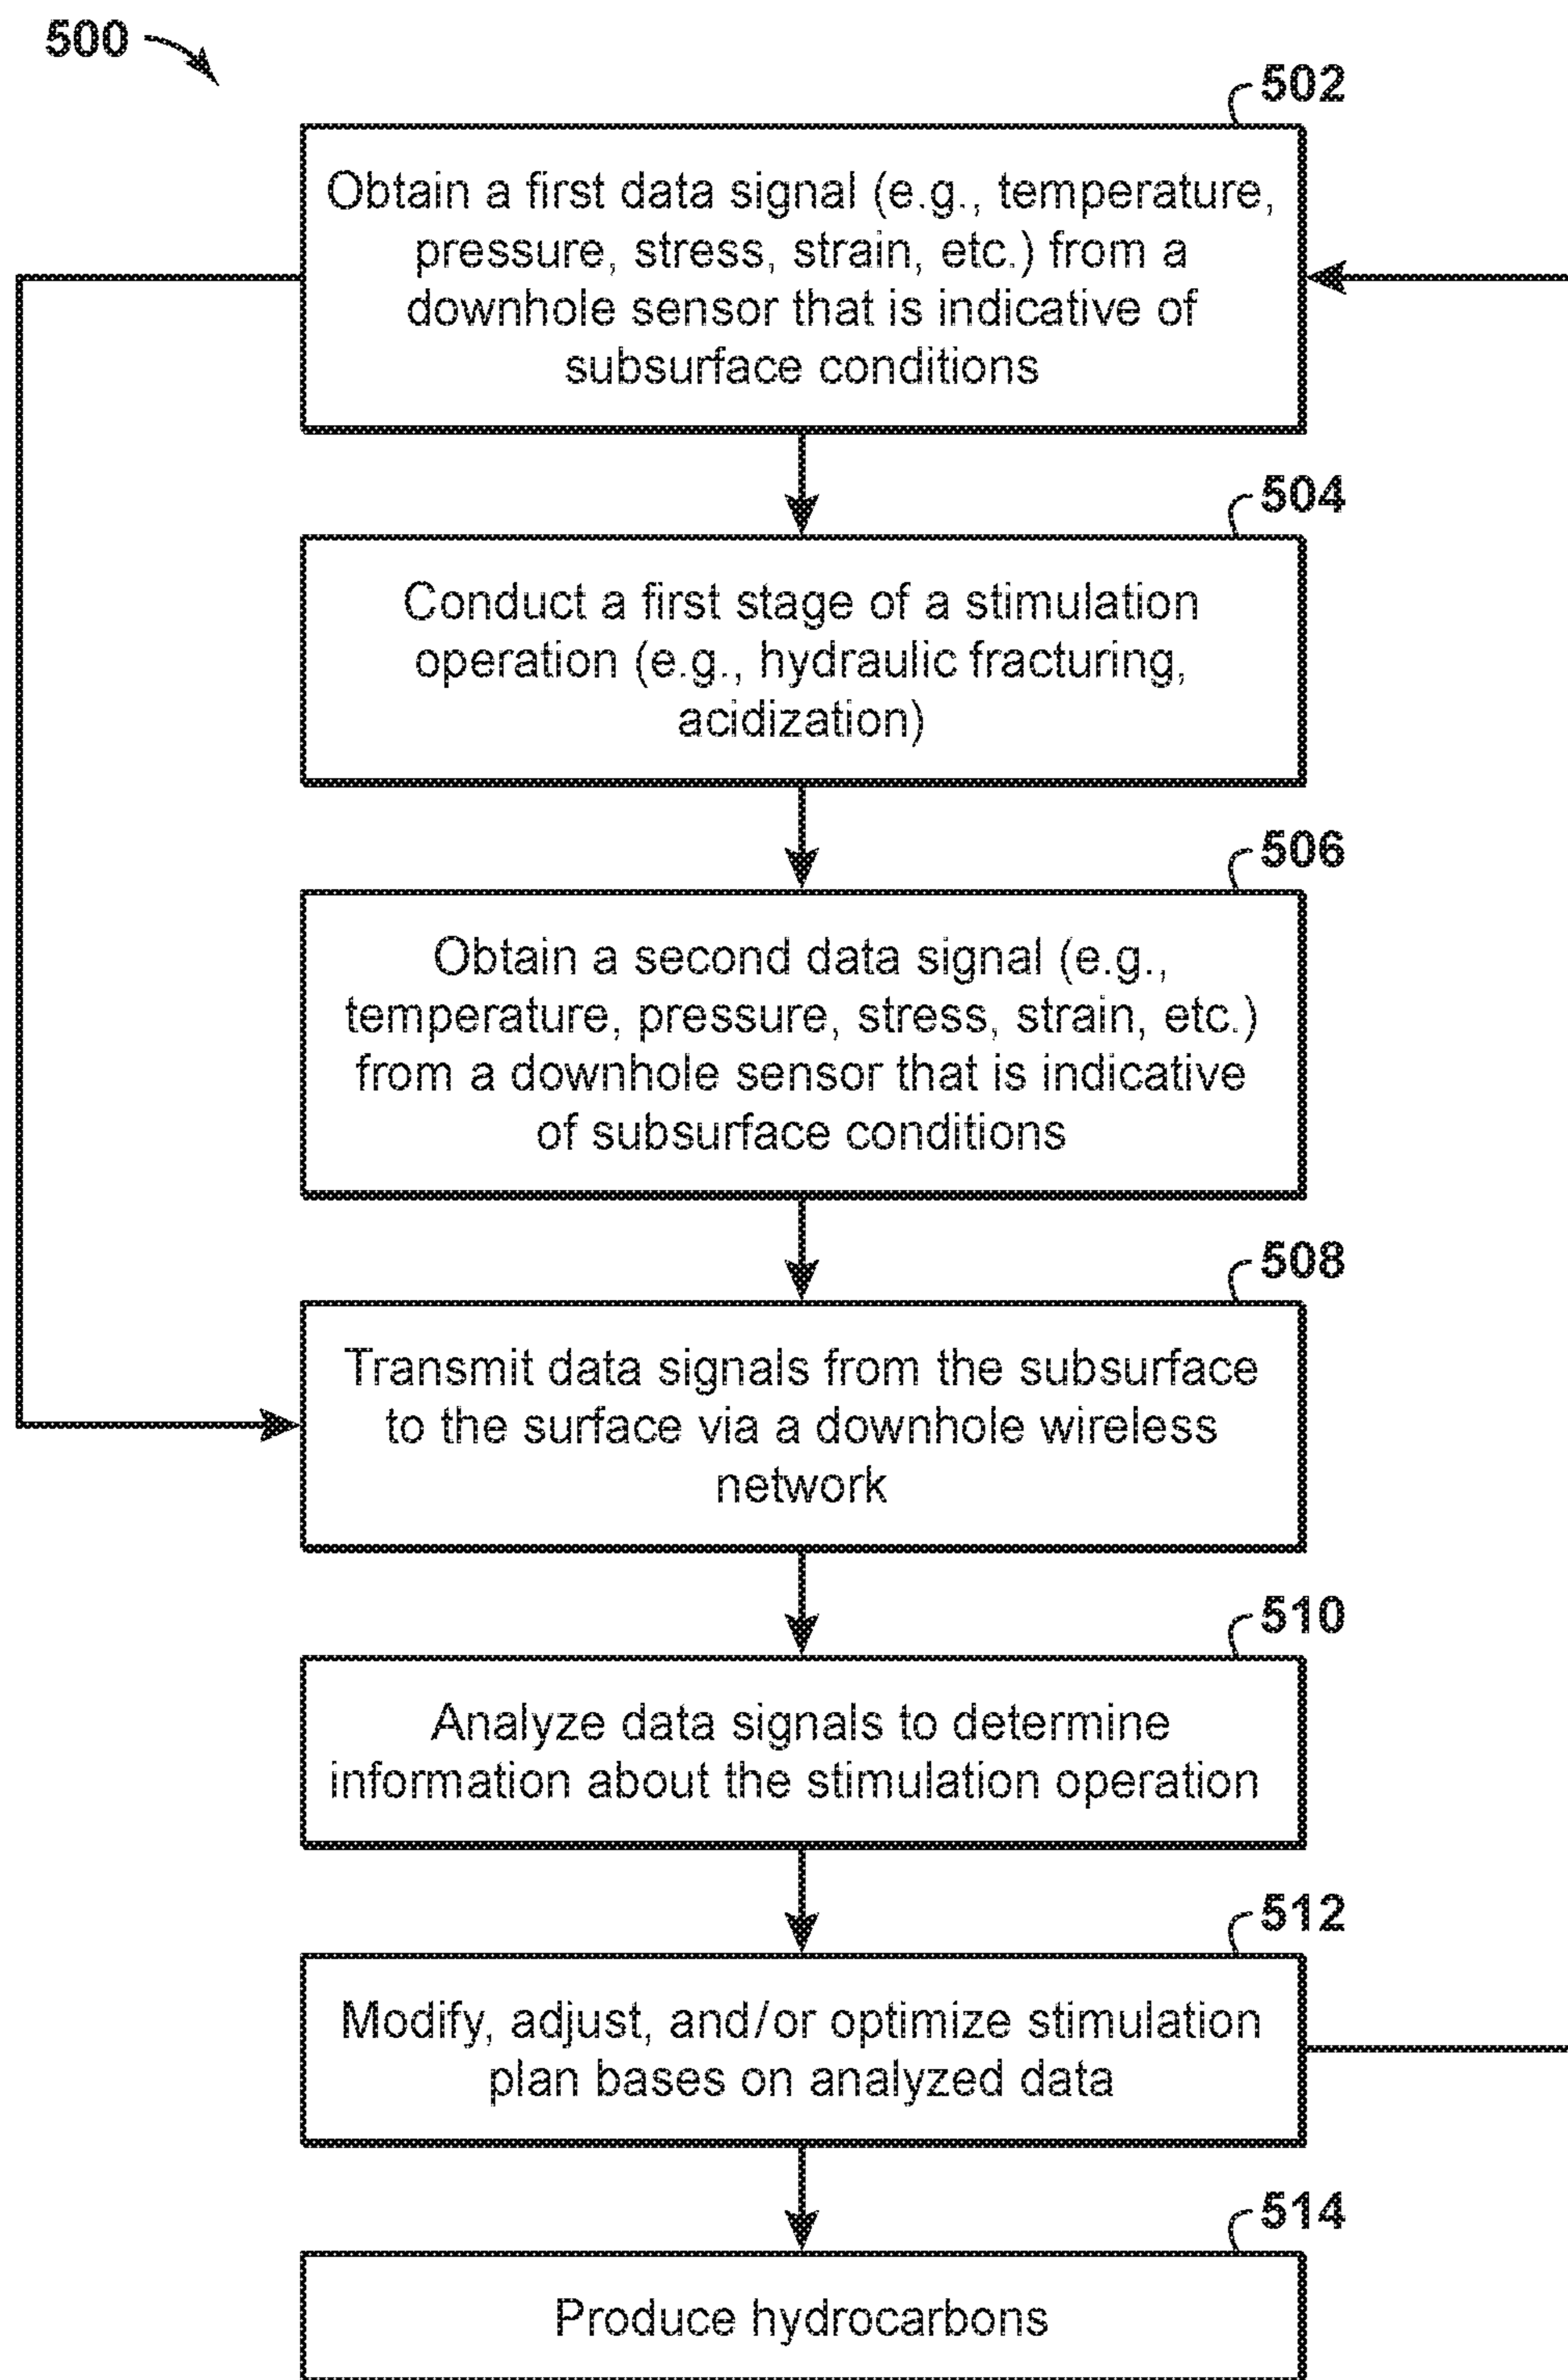 500
502
Obtain a first data signal (e.g., temperature,
pressure, stress, strain, etc.) from a
downhole sensor that is indicative of
subsurface conditions
504
Conduct a first stage of a stimulation
operation (e.g., hydraulic fracturing,
acidization)
506
Obtain a second data signal (e.g.,
temperature, pressure, stress, strain, etc.)
from a downhole sensor that is indicative
of subsurface conditions
508
Transmit data signals from the subsurface
to the surface via a downhole wireless
network
510
Analyze data signals to determine
information about the stimulation operation
512
Modify, adjust, and/or optimize stimulation
plan bases on analyzed data
514
Produce hydrocarbons